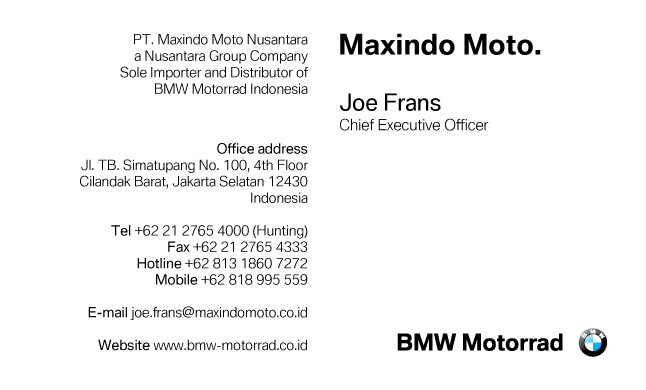 PT. Maxindo Moto Nusantara
a Nusantara Group Company
Sole Importer and Distributor of
BMW Motorrad Indonesia
Office address
Jl. TB. Simatupang No. 100, 4th Floor
Cilandak Barat, Jakarta Selatan 12430
Indonesia
Tel +62 21 2765 4000 (Hunting)
Fax +62 21 2765 4333
Hotline +62 813 1860 7272
Mobile +62 818 995 559
E-mail joe.frans@maxindomoto.co.id
Website www.bmw-motorrad.co.id
Maxindo Moto.
Joe Frans
Chief Executive Officer
BMW Motorrad
BMW